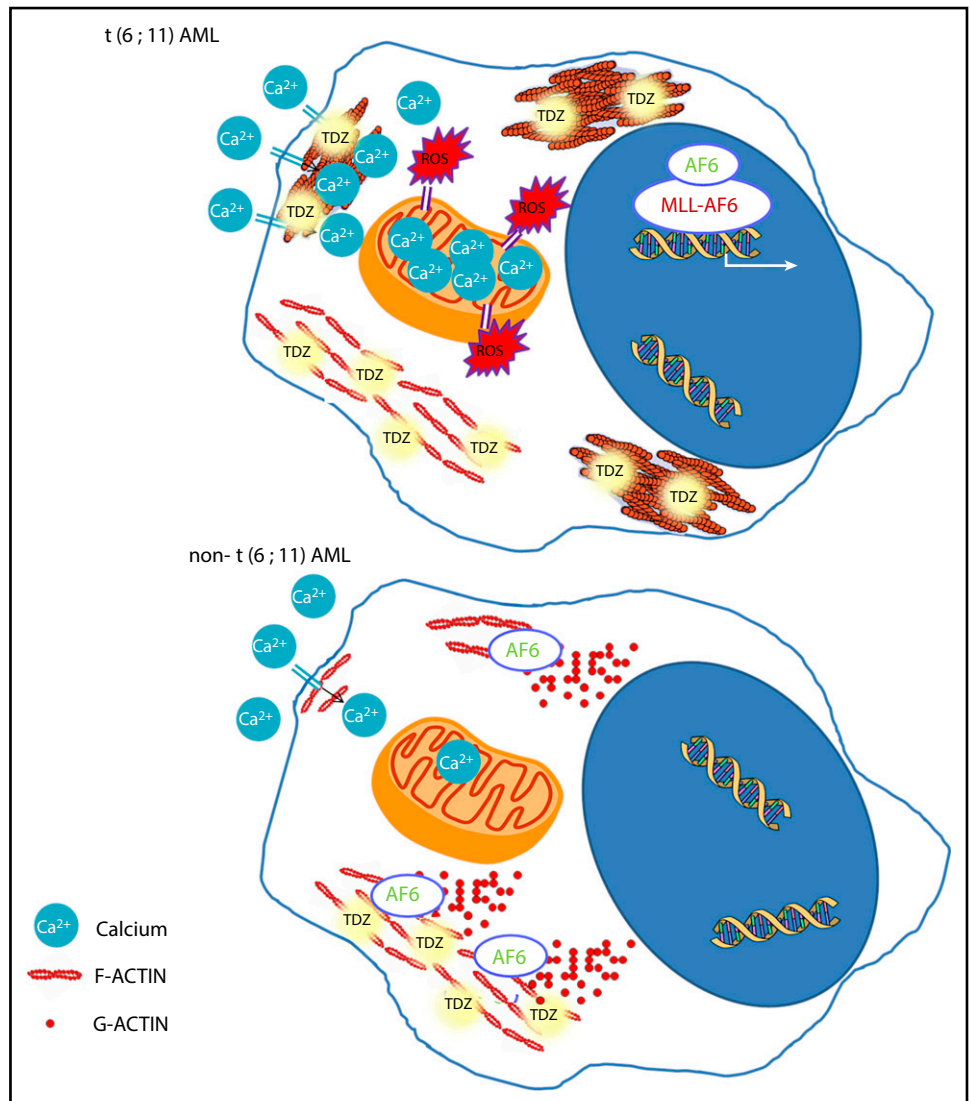 t (6 ; 11) AML
Ca²⁺
Ca²⁺
Ca²⁺
TDZ
Ca²⁺
Ca²⁺
TDZ
Ca²⁺
Ca²⁺
ROS
ROS
ROS
Ca²⁺
Ca²⁺
Ca²⁺
Ca²⁺
Ca²⁺
TDZ
TDZ
AF6
MLL-AF6
TDZ
TDZ
TDZ
TDZ
TDZ
TDZ
non- t (6 ; 11) AML
Ca²⁺
Ca²⁺
Ca²⁺
Ca²⁺
AF6
Ca²⁺
AF6
TDZ
TDZ
AF6
TDZ
TDZ
Ca²⁺ Calcium
F-ACTIN
G-ACTIN